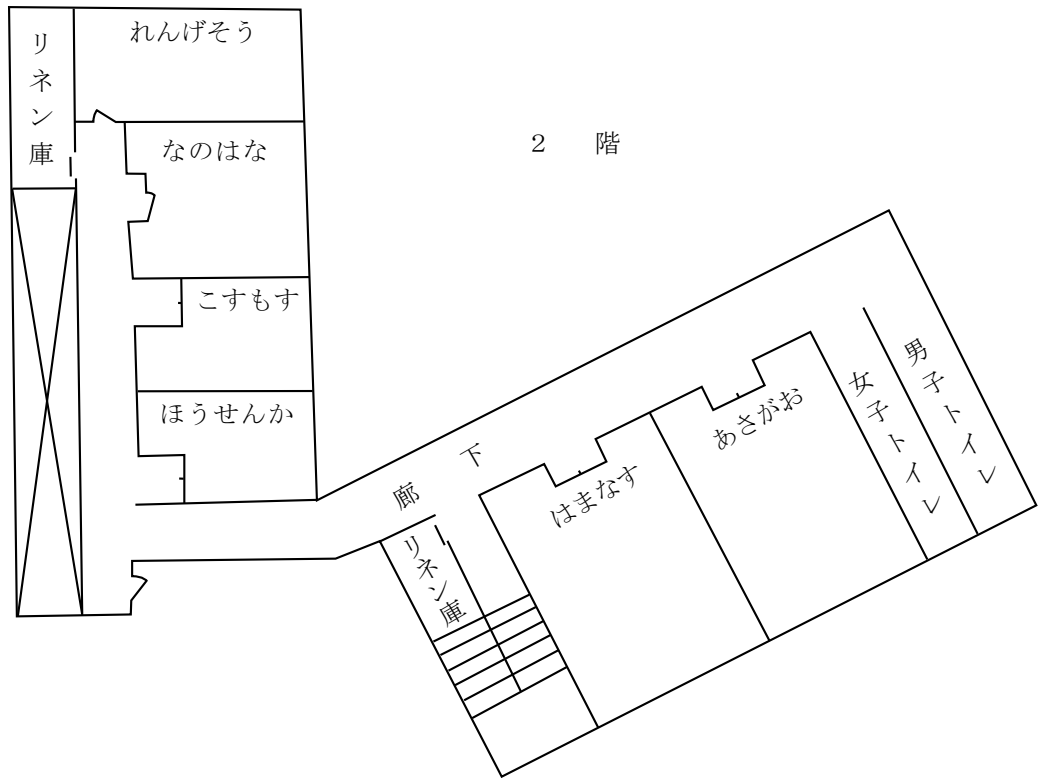 れんげそう
リネン庫
なのはな
２　階
こすもす
ほうせんか
廊下
リネン庫
はまなす
あさがお
女子トイレ
男子トイレ